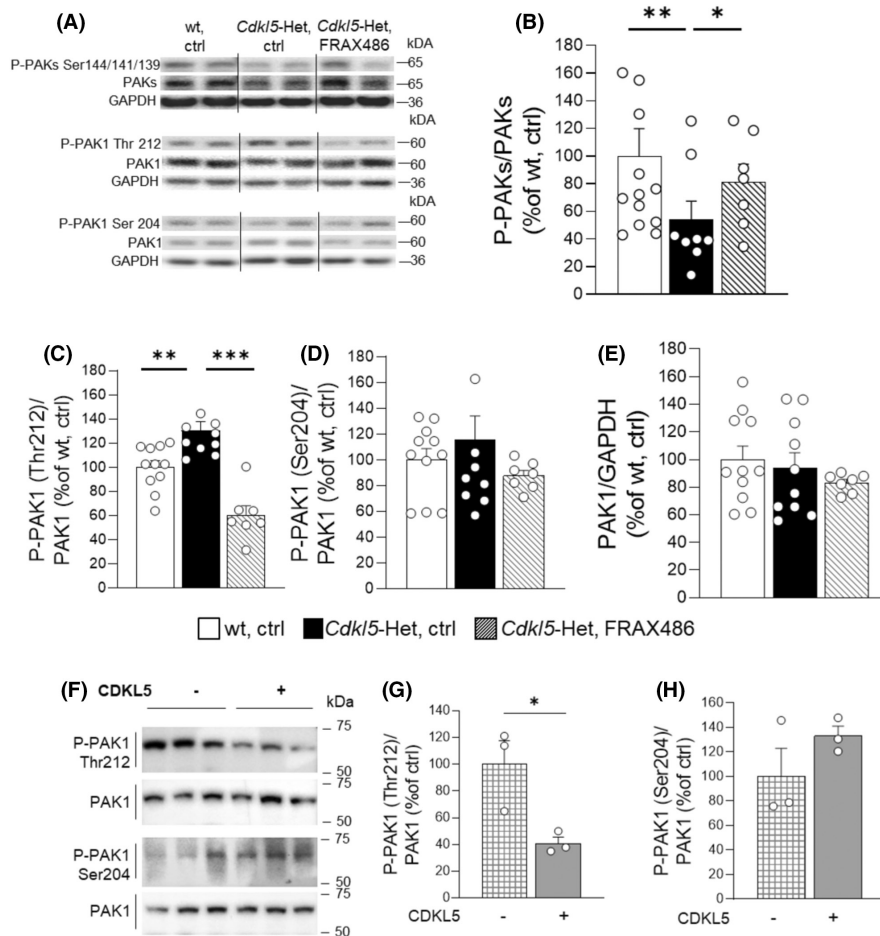 (A)
wt, ctrl
Cdkl5-Het, ctrl
Cdkl5-Het, FRAX486
kDA
P-PAKs Ser144/141/139
65
PAKs
65
GAPDH
36
kDA
P-PAK1 Thr 212
60
PAK1
60
GAPDH
36
kDA
P-PAK1 Ser 204
60
PAK1
60
GAPDH
36
(B)
** *
P-PAKs/PAKs
(%of wt, ctrl)
180
160
140
120
100
80
60
40
20
0
(C)
** ***
P-PAK1 (Thr212)/
PAK1 (%of wt, ctrl)
180
160
140
120
100
80
60
40
20
0
(D)
P-PAK1 (Ser204)/
PAK1 (%of wt, ctrl)
180
160
140
120
100
80
60
40
20
0
(E)
PAK1/GAPDH
(%of wt, ctrl)
180
160
140
120
100
80
60
40
20
0
wt, ctrl Cdkl5-Het, ctrl Cdkl5-Het, FRAX486
(F)
CDKL5 - +
kDa
P-PAK1
Thr212
75
50
PAK1
75
50
P-PAK1
Ser204
75
50
PAK1
75
50
(G)
*
P-PAK1 (Thr212)/
PAK1 (%of ctrl)
140
120
100
80
60
40
20
0
CDKL5 - +
(H)
P-PAK1 (Ser204)/
PAK1 (%of ctrl)
160
140
120
100
80
60
40
20
0
CDKL5 - +